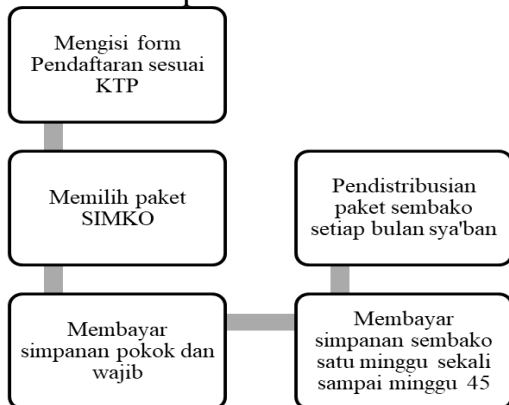 Mengisi form
Pendaftaran sesuai
KTP
Memilih paket
SIMKO
Membayar
simpanan pokok dan
wajib
Membayar
simpanan sembako
satu minggu sekali
sampai minggu 45
Pendistribusian
paket sembako
setiap bulan sya'ban